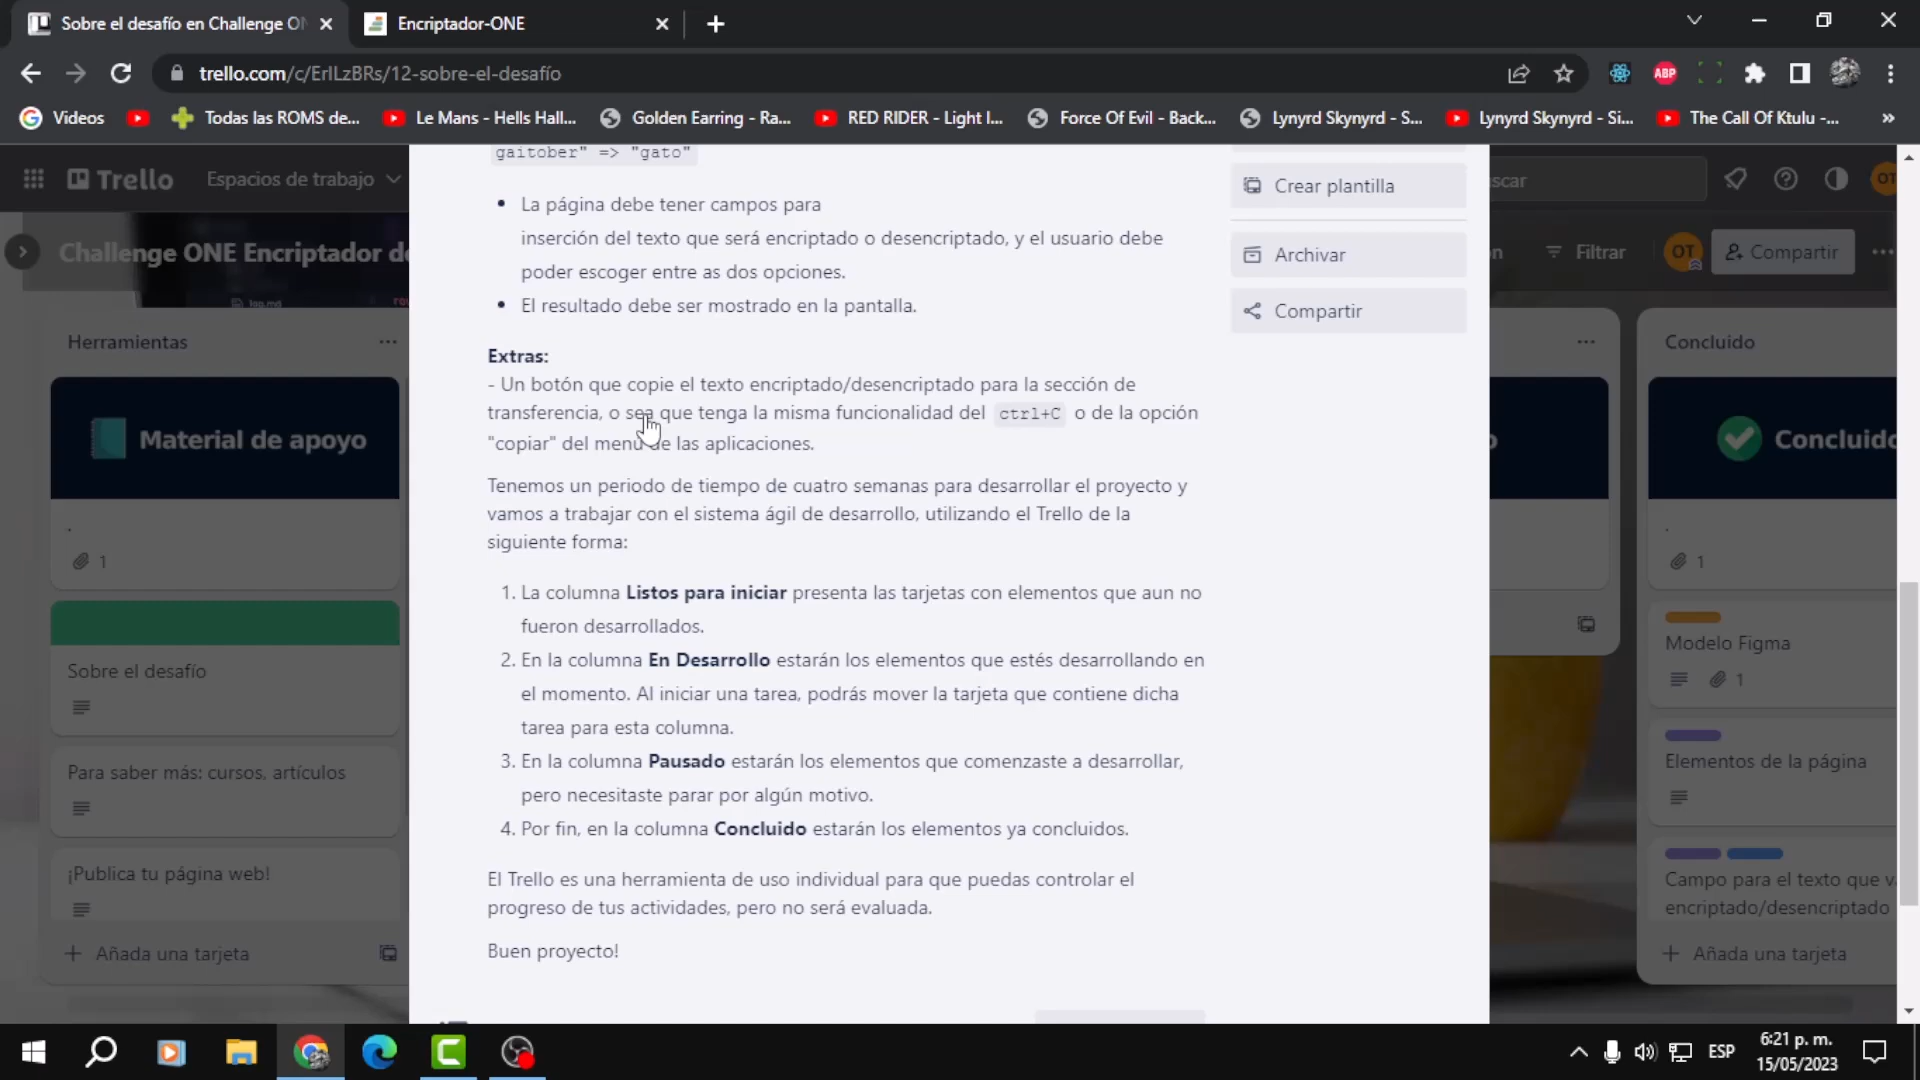 Sobre el desafío en Challenge ON
Encriptador-ONE
trello.com/c/ErlLzBRs/12-sobre-el-desafío
ABP
Videos
Todas las ROMS de...
Le Mans - Hells Hall...
Golden Earring - Ra...
RED RIDER - Light I...
Force Of Evil - Back...
Lynyrd Skynyrd - S...
Lynyrd Skynyrd - Si...
The Call Of Ktulu -...
»
Trello
Espacios de trabajo
scar
OT
Challenge ONE Encriptador de
Filtrar
OT
Compartir
gaitober" => "gato"
• La página debe tener campos para
inserción del texto que será encriptado o desencriptado, y el usuario debe
poder escoger entre as dos opciones.
• El resultado debe ser mostrado en la pantalla.
Extras:
- Un botón que copie el texto encriptado/desencriptado para la sección de
transferencia, o sea que tenga la misma funcionalidad del ctrl+C o de la opción
"copiar" del menú de las aplicaciones.
Tenemos un periodo de tiempo de cuatro semanas para desarrollar el proyecto y
vamos a trabajar con el sistema ágil de desarrollo, utilizando el Trello de la
siguiente forma:
1. La columna Listos para iniciar presenta las tarjetas con elementos que aun no
fueron desarrollados.
2. En la columna En Desarrollo estarán los elementos que estés desarrollando en
el momento. Al iniciar una tarea, podrás mover la tarjeta que contiene dicha
tarea para esta columna.
3. En la columna Pausado estarán los elementos que comenzaste a desarrollar,
pero necesitaste parar por algún motivo.
4. Por fin, en la columna Concluido estarán los elementos ya concluidos.
El Trello es una herramienta de uso individual para que puedas controlar el
progreso de tus actividades, pero no será evaluada.
Buen proyecto!
Crear plantilla
Archivar
Compartir
Herramientas
Material de apoyo
.
1
Sobre el desafío
Para saber más: cursos, artículos
¡Publica tu página web!
+ Añada una tarjeta
Concluido
Concluido
.
1
Modelo Figma
1
Elementos de la página
Campo para el texto que v
encriptado/desencriptado
+ Añada una tarjeta
ESP
6:21 p. m.
15/05/2023